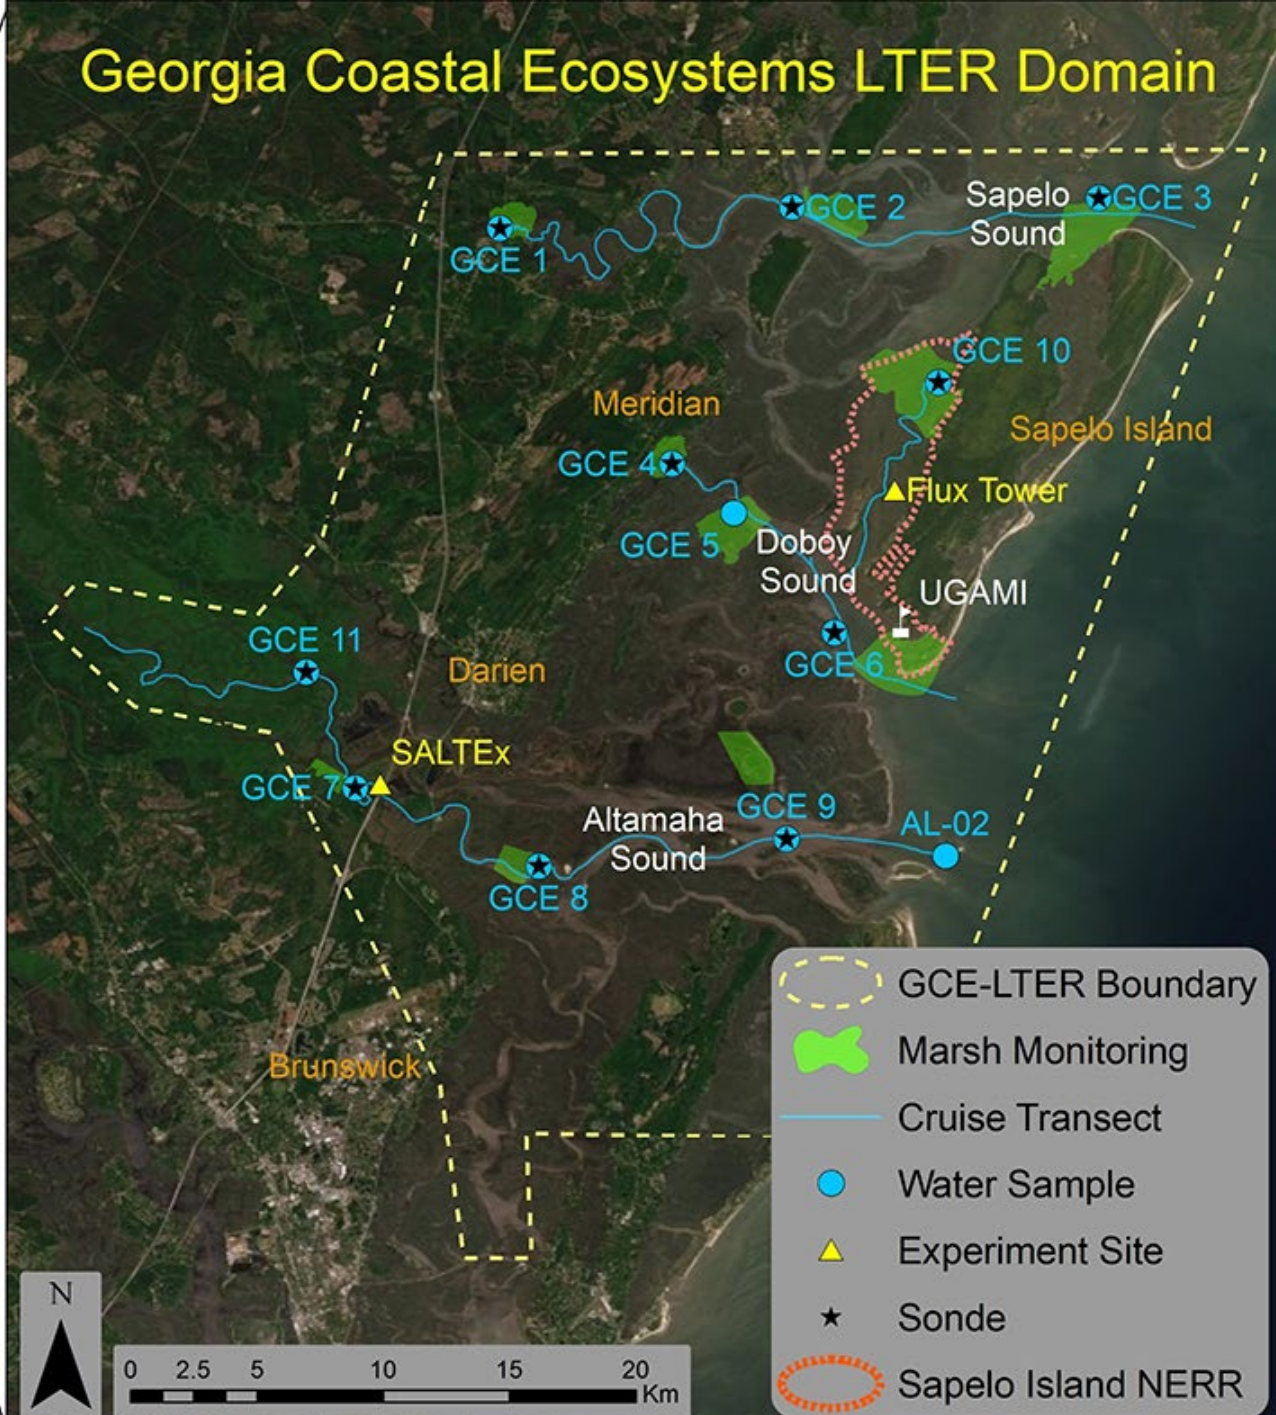 Georgia Coastal Ecosystems LTER Domain
GCE 1
GCE 2
Sapelo
Sound
GCE 3
GCE 10
Meridian
Sapelo Island
GCE 4
Flux Tower
GCE 5
Doboy
Sound
UGAMI
GCE 11
GCE 6
Darien
SALTEx
GCE 7
Altamaha
Sound
GCE 9
AL-02
GCE 8
Brunswick
GCE-LTER Boundary
Marsh Monitoring
Cruise Transect
Water Sample
Experiment Site
Sonde
Sapelo Island NERR
N
0 2.5 5 10 15 20
Km